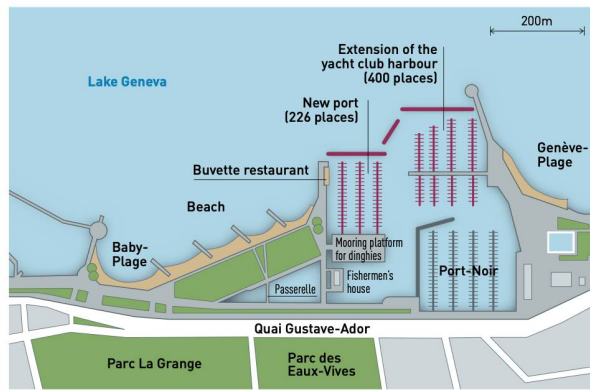 200m
Extension of the
yacht club harbour
(400 places)
Lake Geneva
New port
(226 places)
Genève-
Plage
Buvette restaurant
Beach
Baby-
Plage
Mooring platform
for dinghies
Port-Noir
Fishermen's
house
Passerelle
Quai Gustave-Ador
Parc La Grange
Parc des
Eaux-Vives